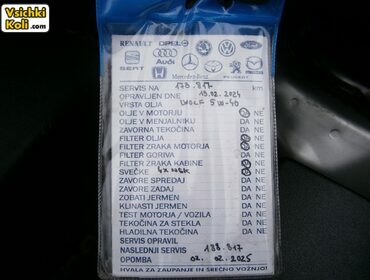 Vsichki
Koli.com
RENAULT OPEL Ford
SEAT Audi MAZDA
Mercedes-Benz PEUGEOT
SERVIS NA 178.817 km
OPRAVLJEN DNE 19.02.2024
VRSTA OLJA WOLF 5W-40
OLJE V MOTORJU DA NE
OLJE V MENJALNIKU DA NE
ZAVORNA TEKOČINA DA NE
FILTER OLJA DA NE
FILTER ZRAKA MOTORJA DA NE
FILTER GORIVA DA NE
FILTER ZRAKA KABINE DA NE
SVEČKE 4x NGK DA NE
ZAVORE SPREDAJ DA NE
ZAVORE ZADAJ DA NE
ZOBATI JERMEN DA NE
KLINASTI JERMEN DA NE
TEST MOTORJA / VOZILA DA NE
TEKOČINA ZA STEKLA DA NE
HLADILNA TEKOČINA DA NE
SERVIS OPRAVIL
NASLEDNJI SERVIS 188.817
OPOMBA 02. 02. 2025
HVALA ZA ZAUPANJE IN SREČNO VOŽNJO!